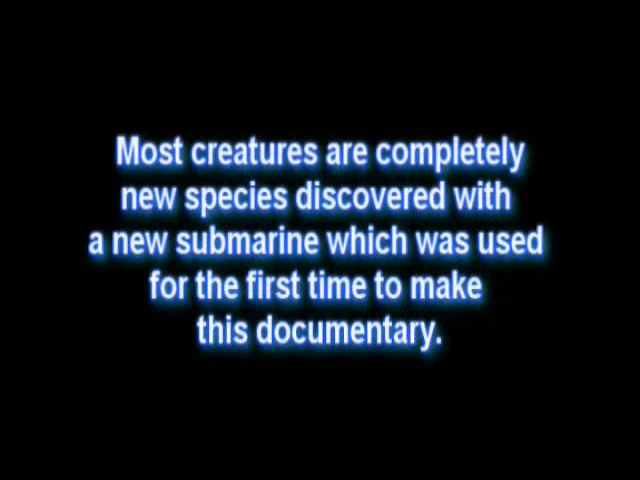 Most creatures are completely
new species discovered with
a new submarine which was used
for the first time to make
this documentary.